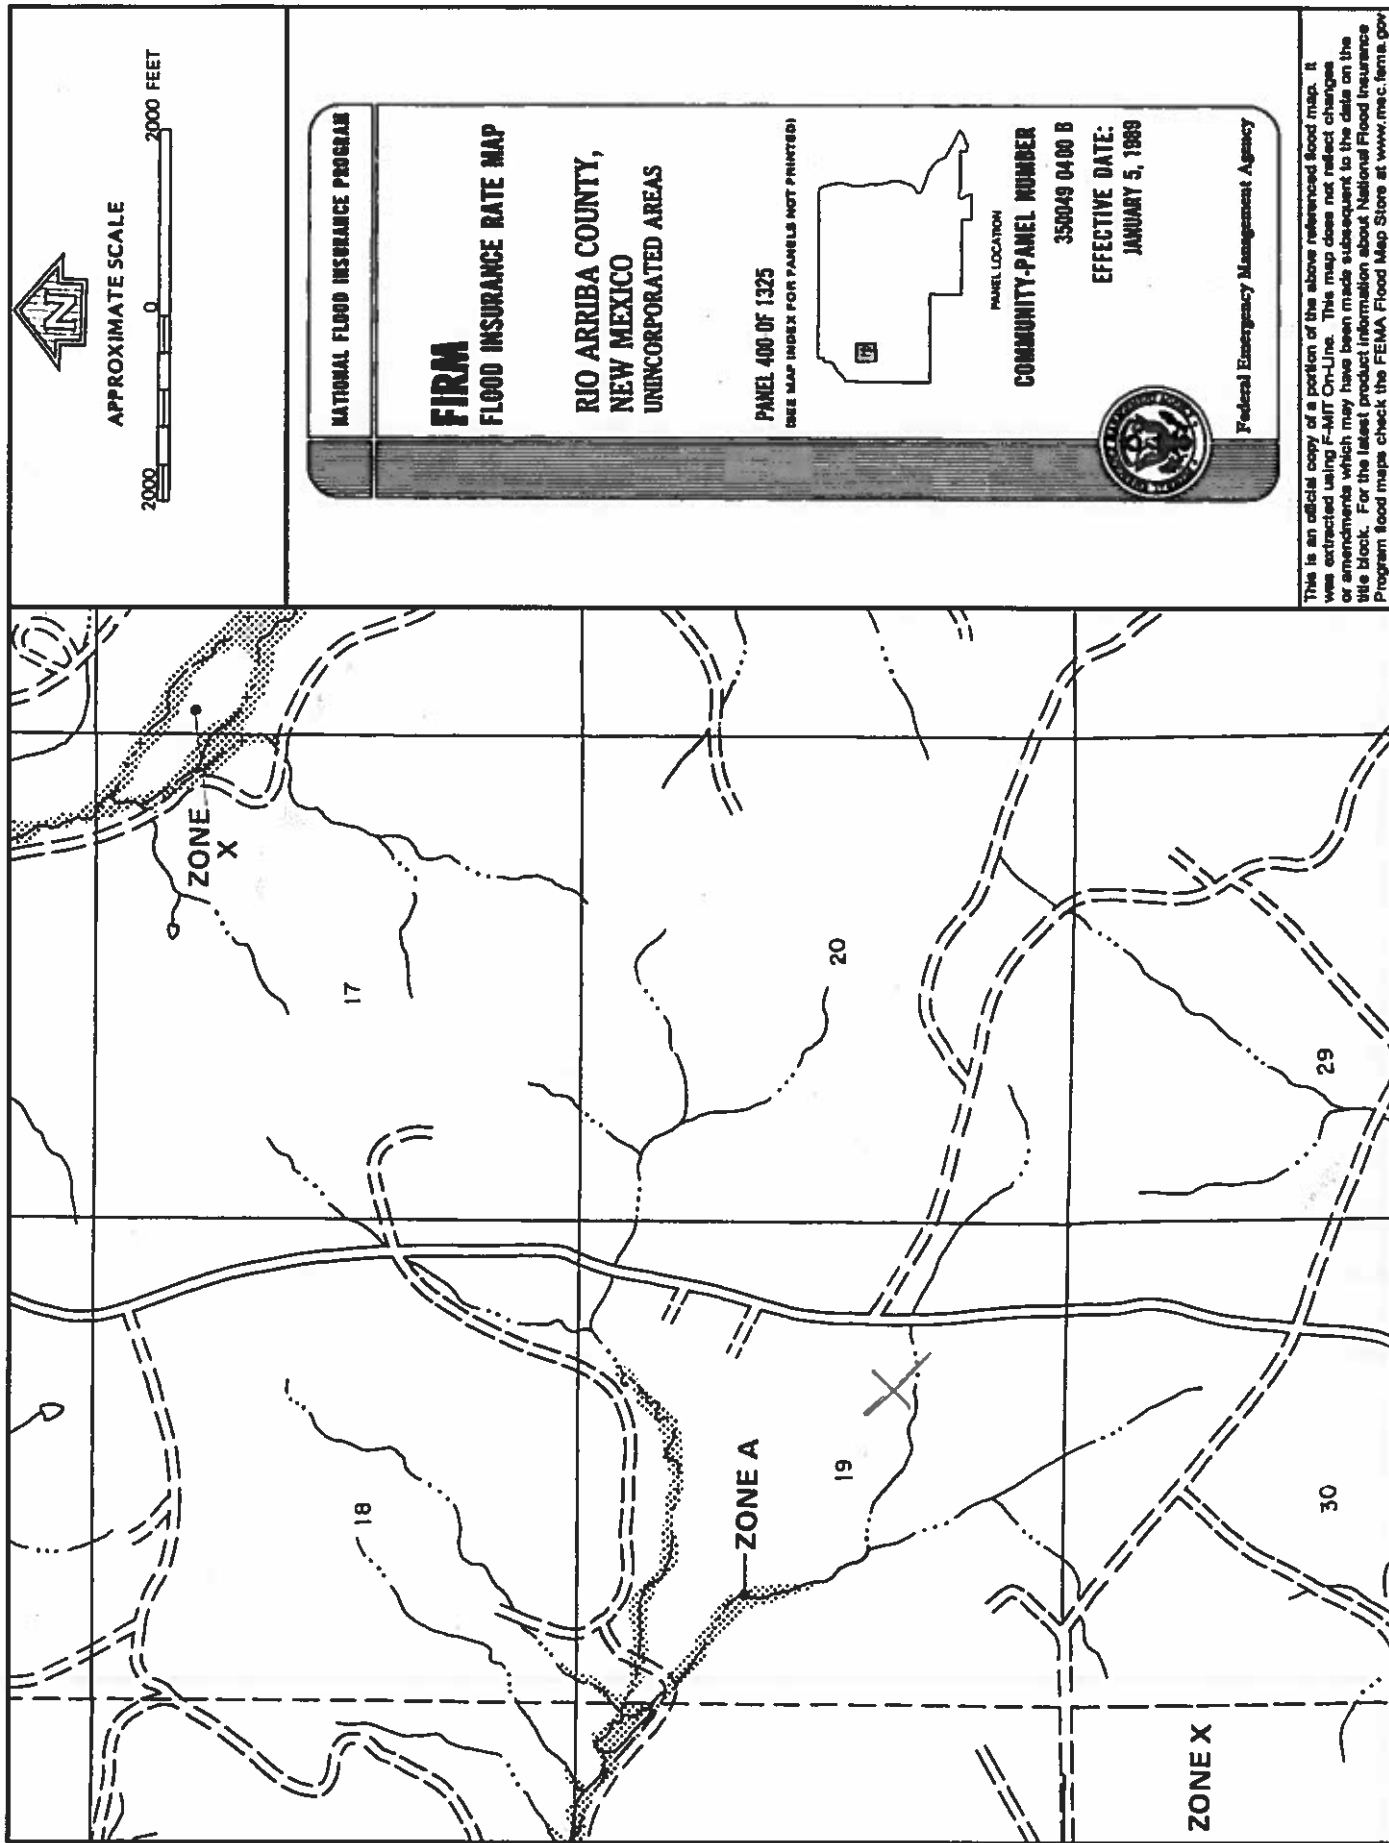 APPROXIMATE SCALE
2000 0 2000 FEET
N
NATIONAL FLOOD INSURANCE PROGRAM
FIRM
FLOOD INSURANCE RATE MAP
RIO ARRIBA COUNTY,
NEW MEXICO
UNINCORPORATED AREAS
PANEL 400 OF 1325
(SEE MAP INDEX FOR PANELS NOT PRINTED)
PANEL LOCATION
COMMUNITY-PANEL NUMBER
350049 0400 B
EFFECTIVE DATE:
JANUARY 5, 1989
Federal Emergency Management Agency
This is an official copy of a portion of the above referenced flood map. It
was extracted using F-MIT On-Line. This map does not reflect changes
or amendments which may have been made subsequent to the date on the
title block. For the latest product information about National Flood Insurance
Program flood maps check the FEMA Flood Map Store at www.msc.fema.gov
ZONE
X
17
18
20
ZONE A
19
29
30
ZONE X